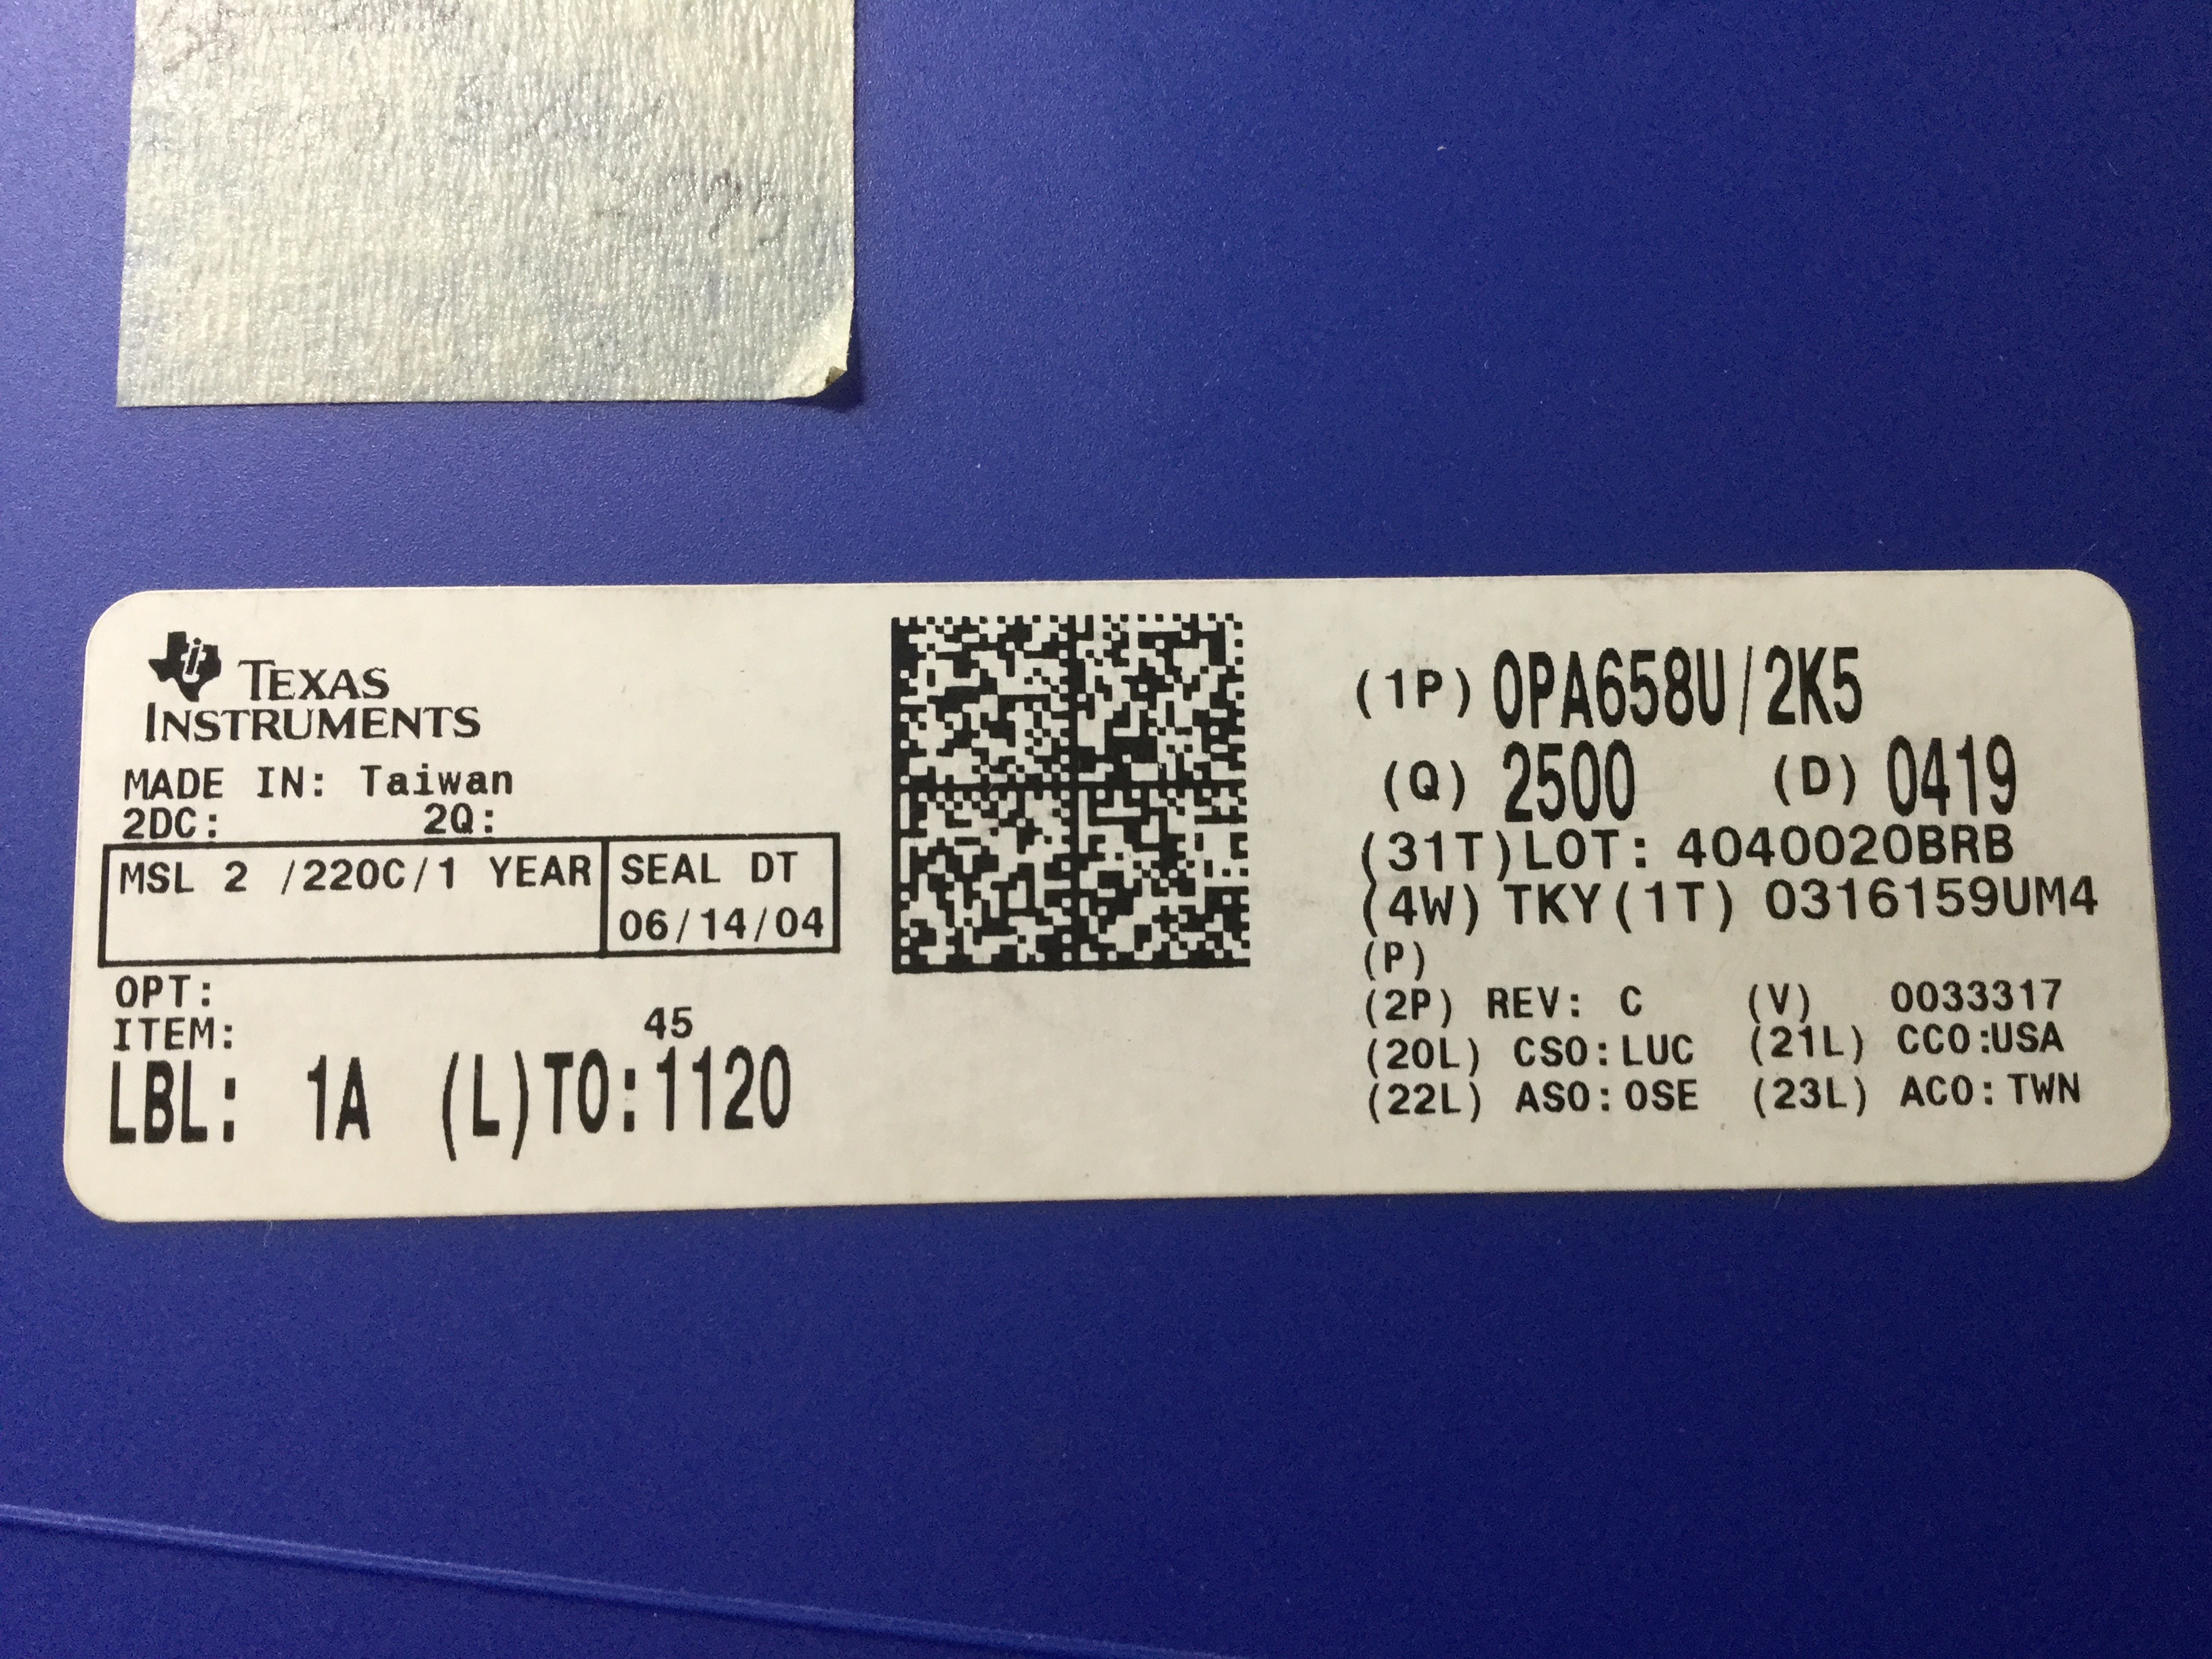 TEXAS
INSTRUMENTS
MADE IN: Taiwan
2DC: 2Q:
MSL 2 /220C/1 YEAR
SEAL DT
06/14/04
OPT:
ITEM:
45
LBL: 1A (L)TO:1120
(1P) OPA658U/2K5
(Q) 2500 (D) 0419
(31T)LOT: 4040020BRB
(4W) TKY(1T) 0316159UM4
(P)
(2P) REV: C (V) 0033317
(20L) CSO:LUC (21L) CCO:USA
(22L) ASO:OSE (23L) ACO:TWN